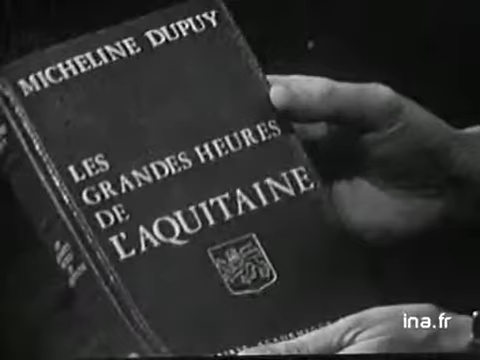 MICHELINE DUPUY
LES
GRANDES HEURES
DE
L'AQUITAINE
ina.fr